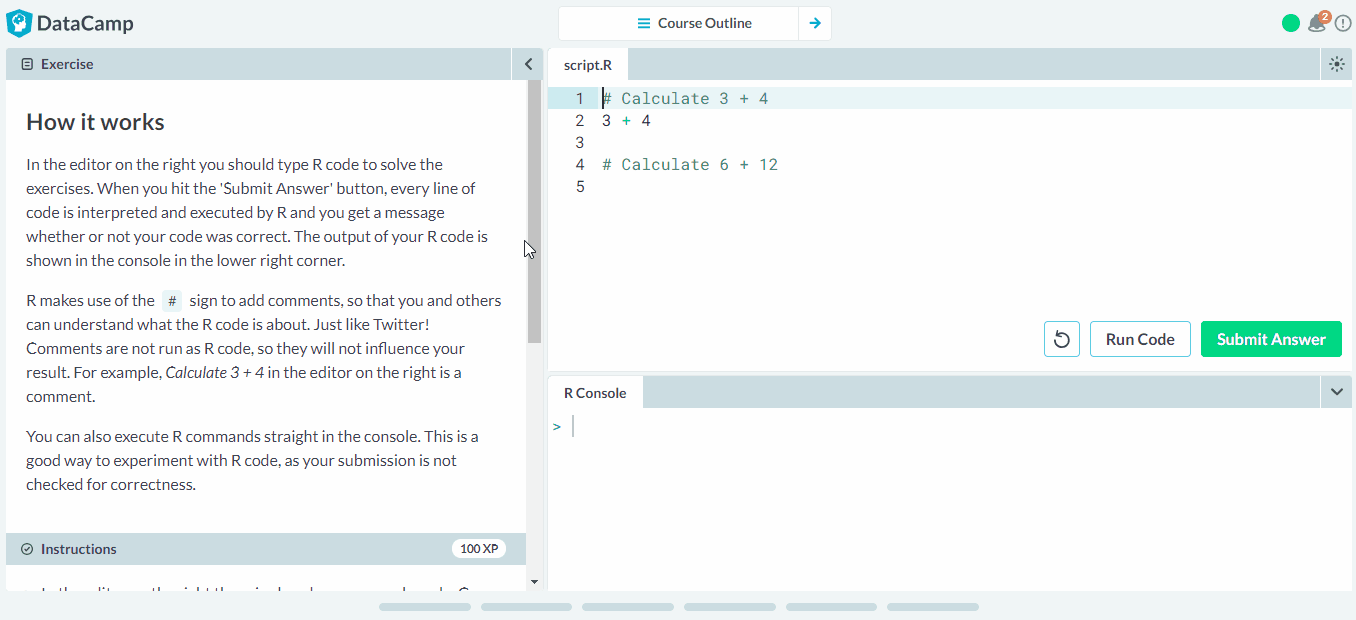 DataCamp
Course Outline
2
Exercise
How it works
In the editor on the right you should type R code to solve the
exercises. When you hit the 'Submit Answer' button, every line of
code is interpreted and executed by R and you get a message
whether or not your code was correct. The output of your R code is
shown in the console in the lower right corner.
R makes use of the # sign to add comments, so that you and others
can understand what the R code is about. Just like Twitter!
Comments are not run as R code, so they will not influence your
result. For example, Calculate 3 + 4 in the editor on the right is a
comment.
You can also execute R commands straight in the console. This is a
good way to experiment with R code, as your submission is not
checked for correctness.
Instructions
100 XP
script.R
1 # Calculate 3 + 4
2 3 + 4
3
4 # Calculate 6 + 12
5
Run Code
Submit Answer
R Console
>